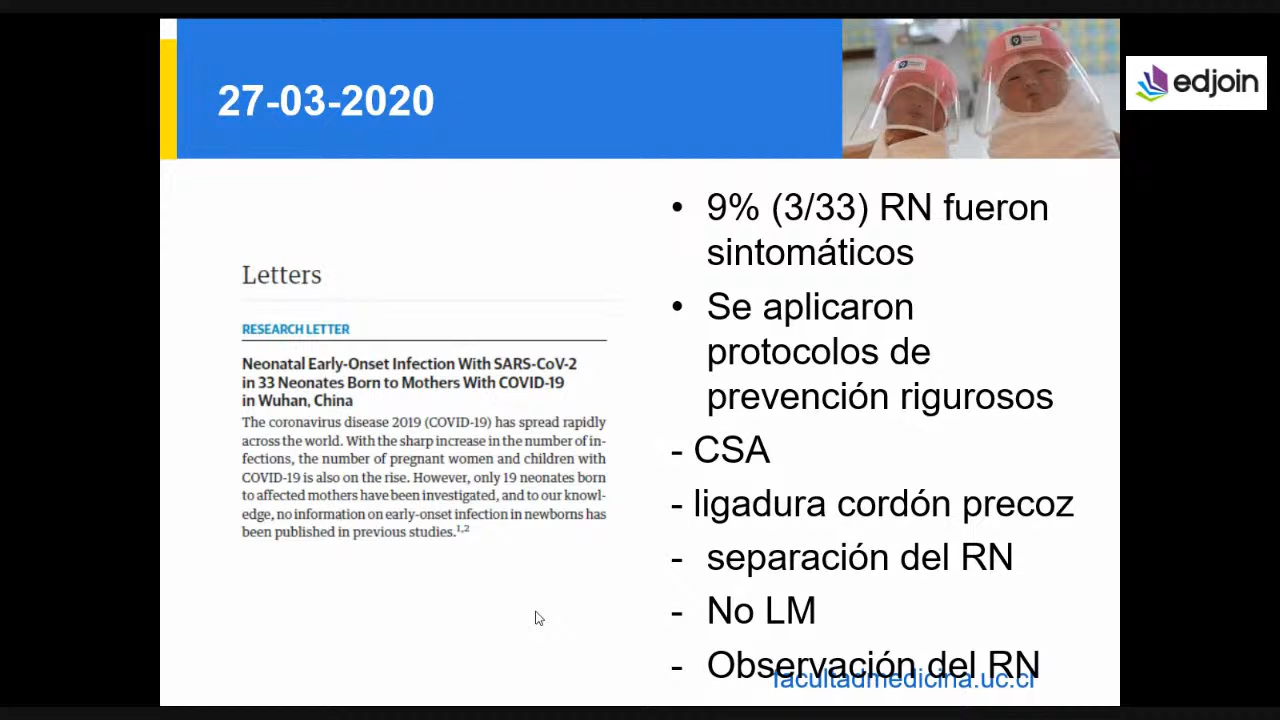 27-03-2020
edjoin
Letters
RESEARCH LETTER
Neonatal Early-Onset Infection With SARS-CoV-2
in 33 Neonates Born to Mothers With COVID-19
in Wuhan, China
The coronavirus disease 2019 (COVID-19) has spread rapidly
across the world. With the sharp increase in the number of in-
fections, the number of pregnant women and children with
COVID-19 is also on the rise. However, only 19 neonates born
to affected mothers have been investigated, and to our knowl-
edge, no information on early-onset infection in newborns has
been published in previous studies.1,2
• 9% (3/33) RN fueron
sintomáticos
• Se aplicaron
protocolos de
prevención rigurosos
- CSA
- ligadura cordón precoz
- separación del RN
- No LM
- Observación del RN
facultadmedicina.uc.cl